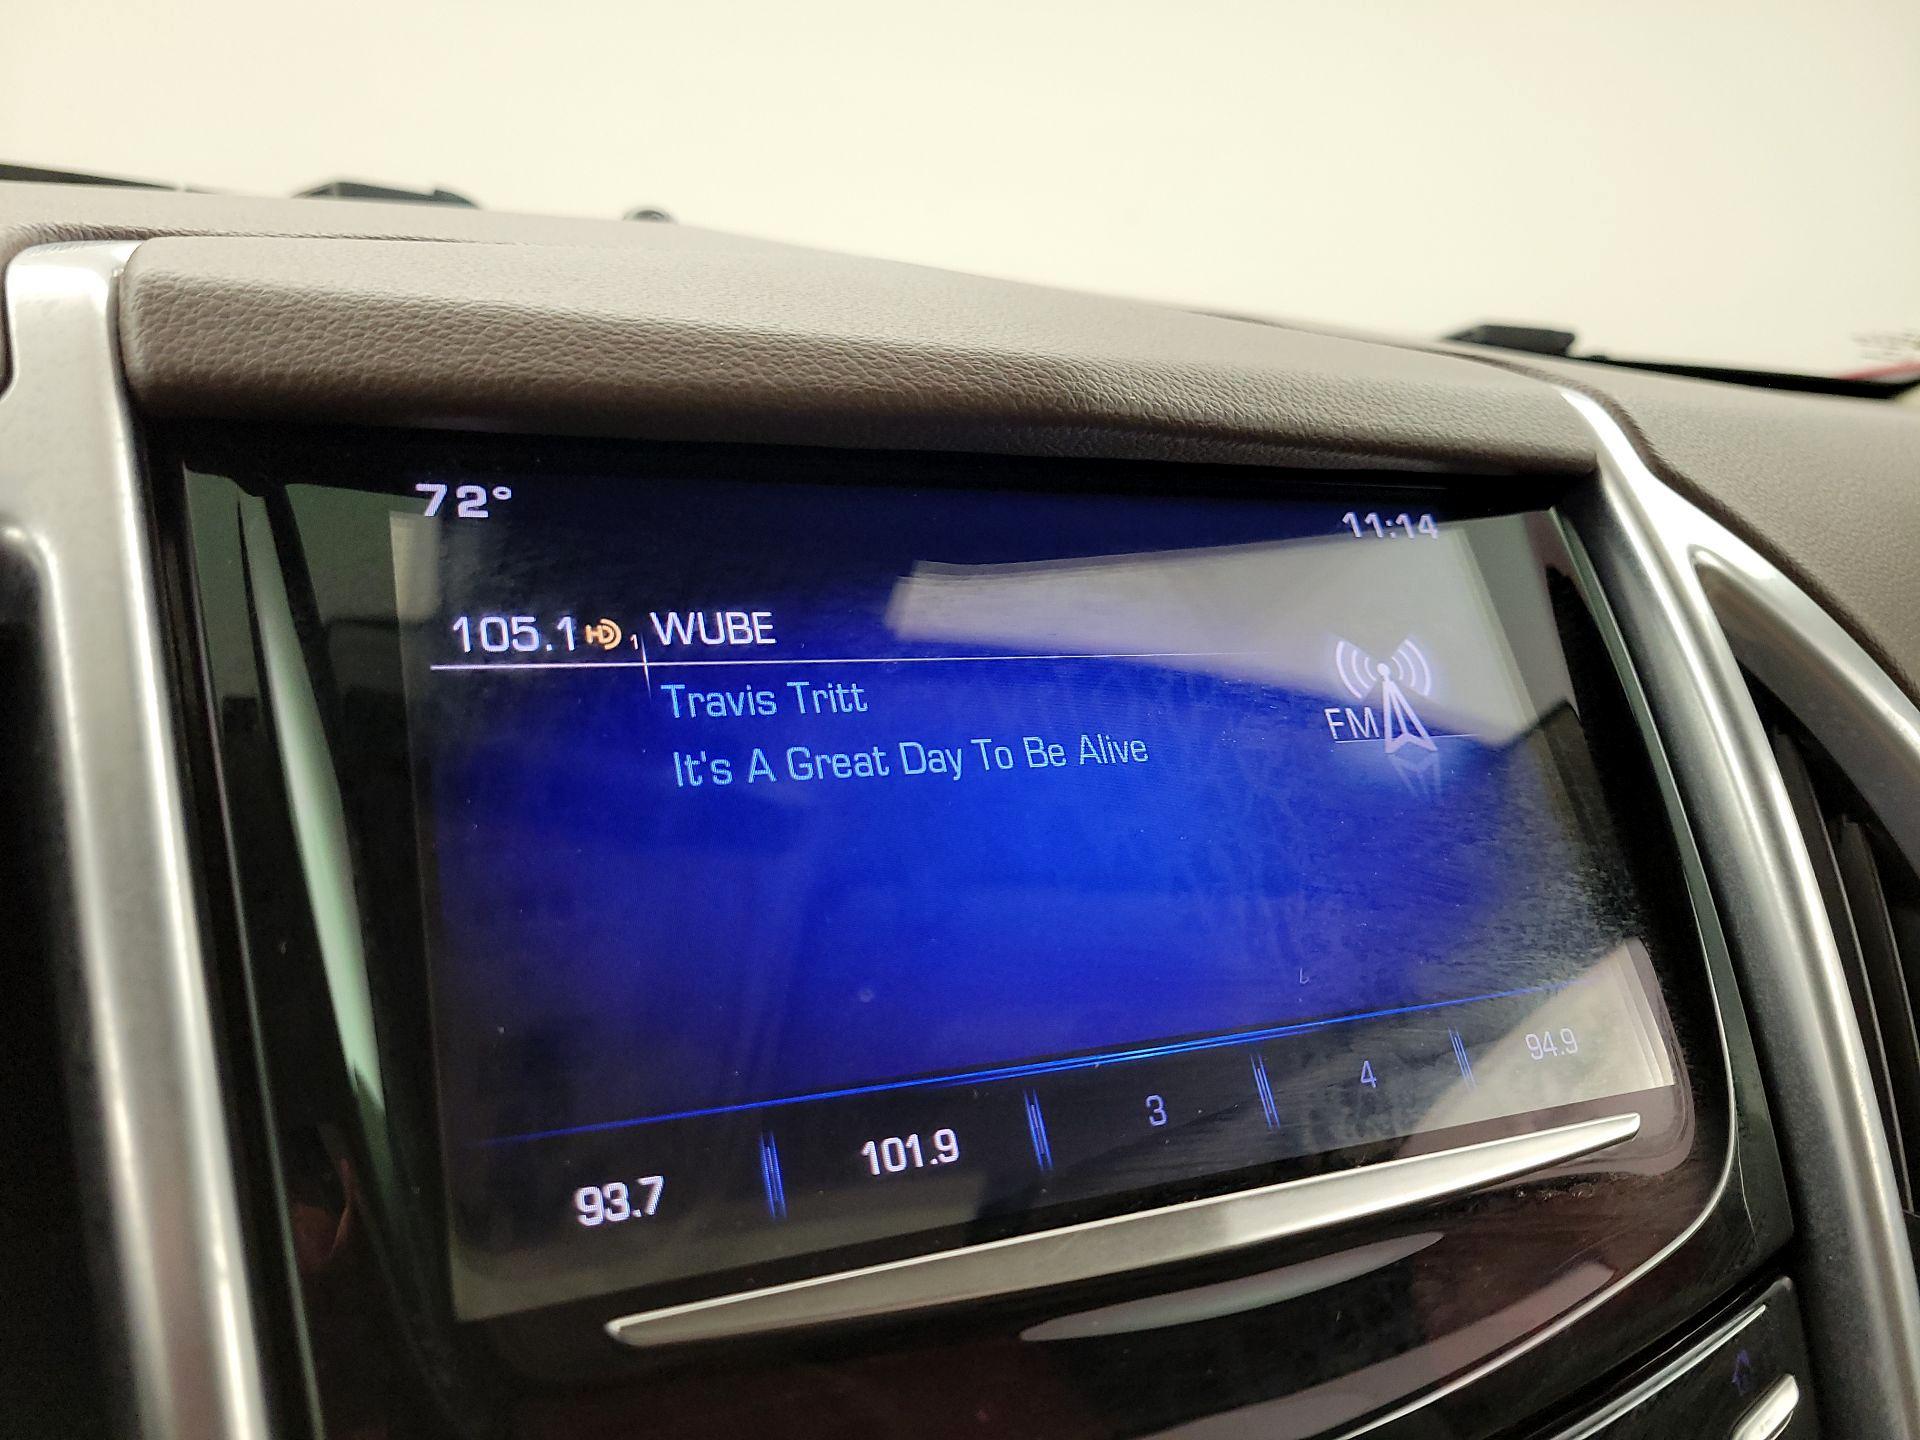 72° 11:14
105.1 HD 1 WUBE
Travis Tritt
It's A Great Day To Be Alive
FM
93.7 101.9 3 4 94.9